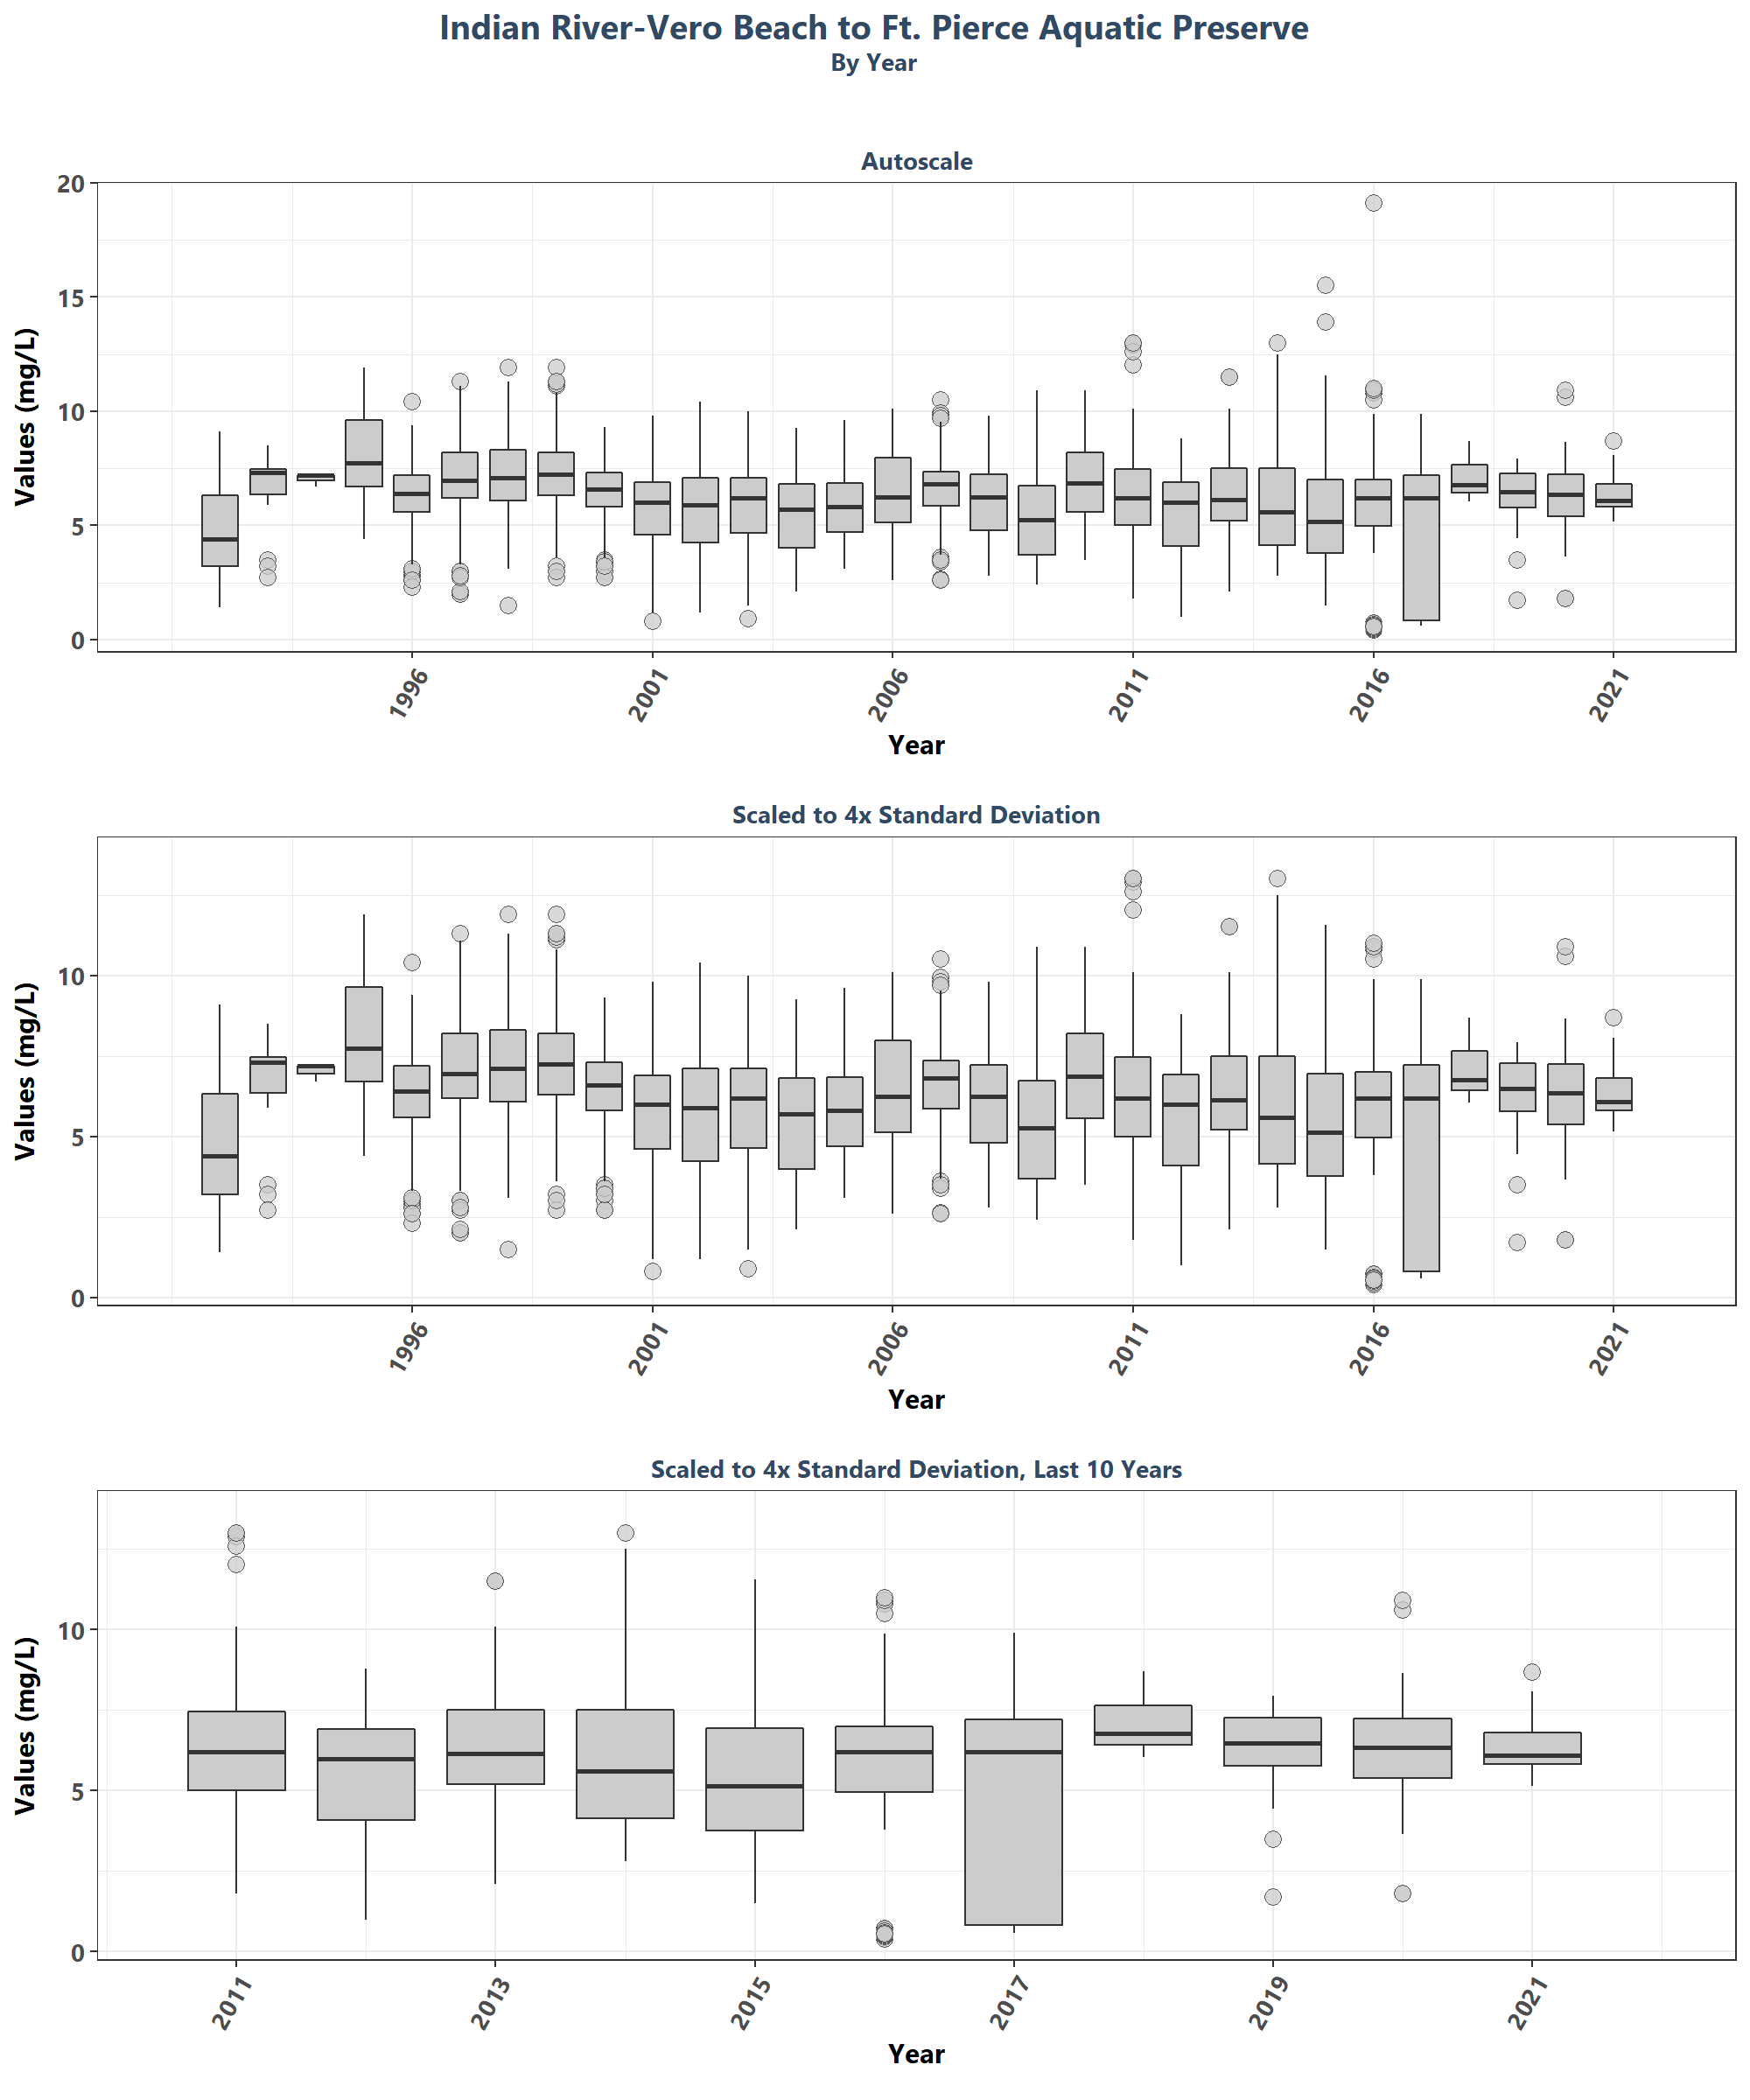 Indian River-Vero Beach to Ft. Pierce Aquatic Preserve
By Year
Autoscale
Values (mg/L)
20
15
10
5
0
1996
2001
2006
2011
2016
2021
Year
Scaled to 4x Standard Deviation
Values (mg/L)
10
5
0
1996
2001
2006
2011
2016
2021
Year
Scaled to 4x Standard Deviation, Last 10 Years
Values (mg/L)
10
5
0
2011
2013
2015
2017
2019
2021
Year